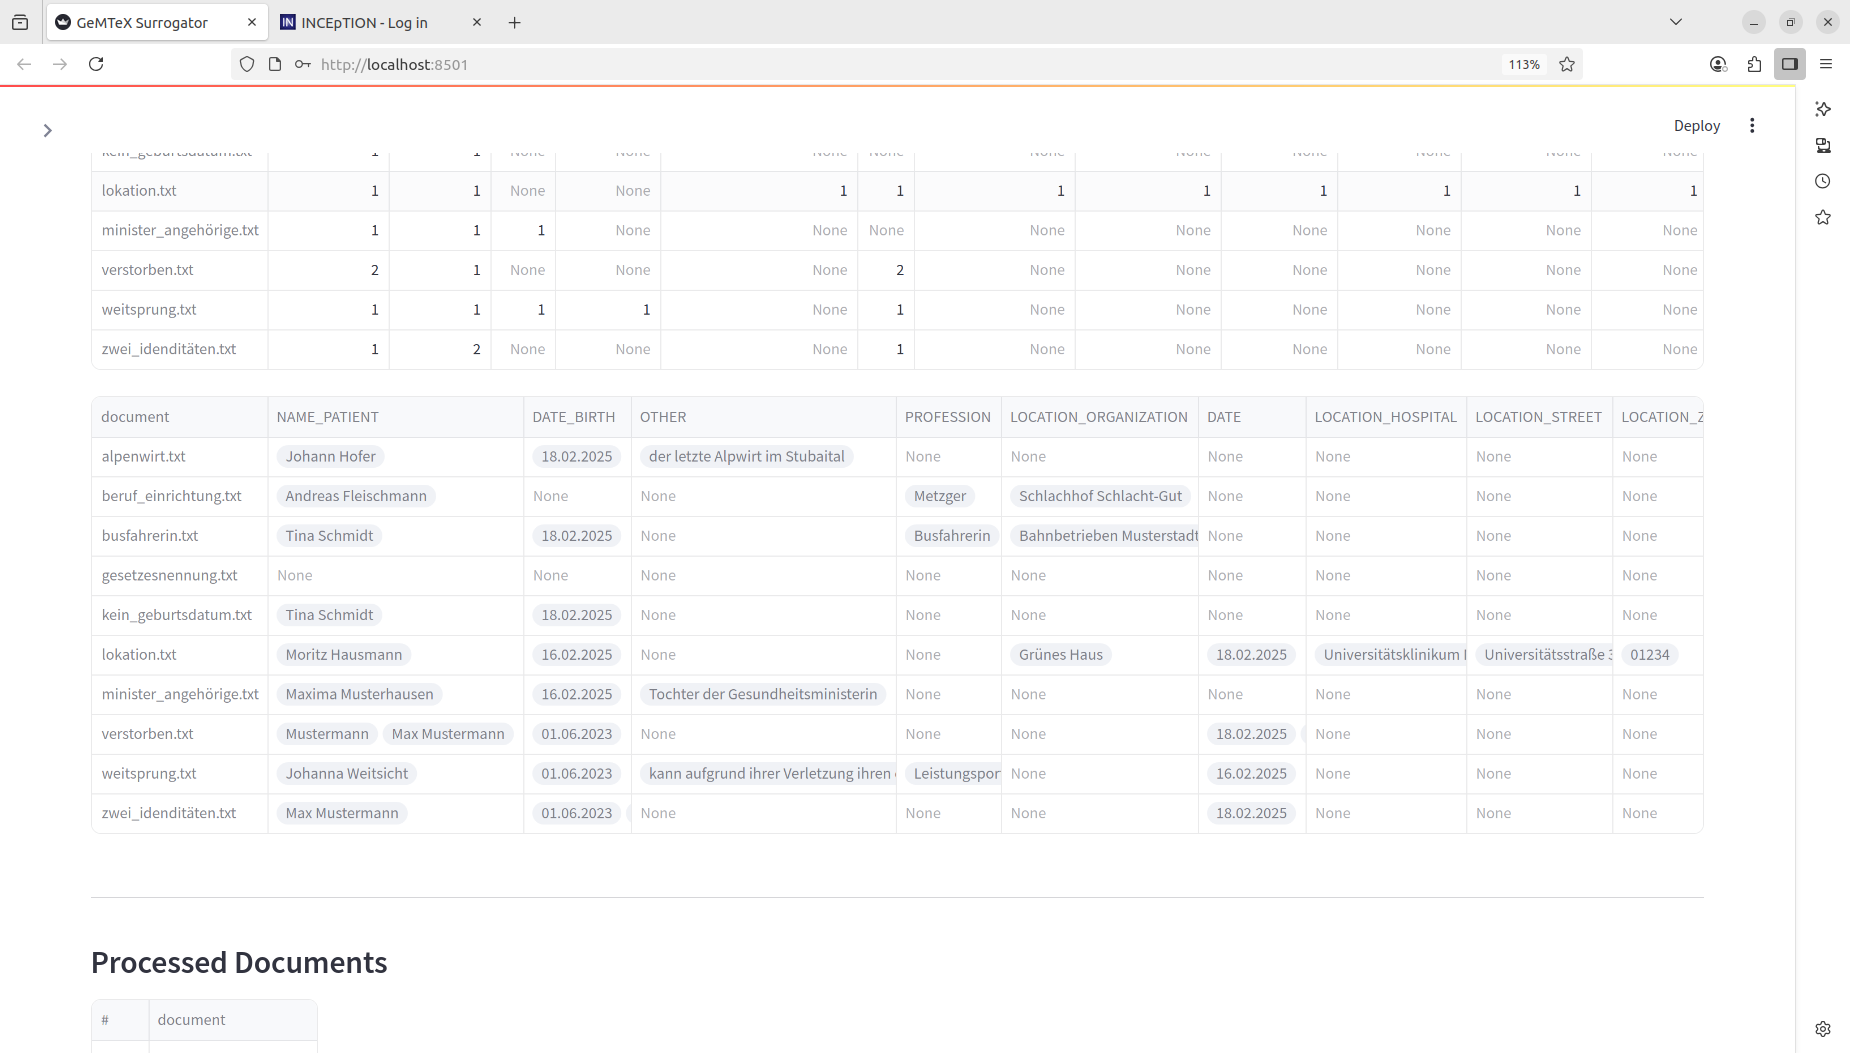 GeMTeX Surrogator INCEpTION - Log in
http://localhost:8501 113%
Deploy
kein_geburtsdatum.txt 1 1 None None None None None None None None None None
lokation.txt 1 1 None None 1 1 1 1 1 1 1 1
minister_angehörige.txt 1 1 1 None None None None None None None None None
verstorben.txt 2 1 None None None 2 None None None None None None
weitsprung.txt 1 1 1 1 None 1 None None None None None None
zwei_idenditäten.txt 1 2 None None None 1 None None None None None None
document NAME_PATIENT DATE_BIRTH OTHER PROFESSION LOCATION_ORGANIZATION DATE LOCATION_HOSPITAL LOCATION_STREET LOCATION_Z
alpenwirt.txt Johann Hofer 18.02.2025 der letzte Alpwirt im Stubaital None None None None None None
beruf_einrichtung.txt Andreas Fleischmann None None Metzger Schlachhof Schlacht-Gut None None None None
busfahrerin.txt Tina Schmidt 18.02.2025 None Busfahrerin Bahnbetrieben Musterstadt None None None None
gesetzesnennung.txt None None None None None None None None None
kein_geburtsdatum.txt Tina Schmidt 18.02.2025 None None None None None None None
lokation.txt Moritz Hausmann 16.02.2025 None None Grünes Haus 18.02.2025 Universitätsklinikum Universitätsstraße 01234
minister_angehörige.txt Maxima Musterhausen 16.02.2025 Tochter der Gesundheitsministerin None None None None None None
verstorben.txt Mustermann Max Mustermann 01.06.2023 None None None 18.02.2025 None None None
weitsprung.txt Johanna Weitsicht 01.06.2023 kann aufgrund ihrer Verletzung ihren Leistungspor None 16.02.2025 None None None
zwei_idenditäten.txt Max Mustermann 01.06.2023 None None None 18.02.2025 None None None
Processed Documents
# document